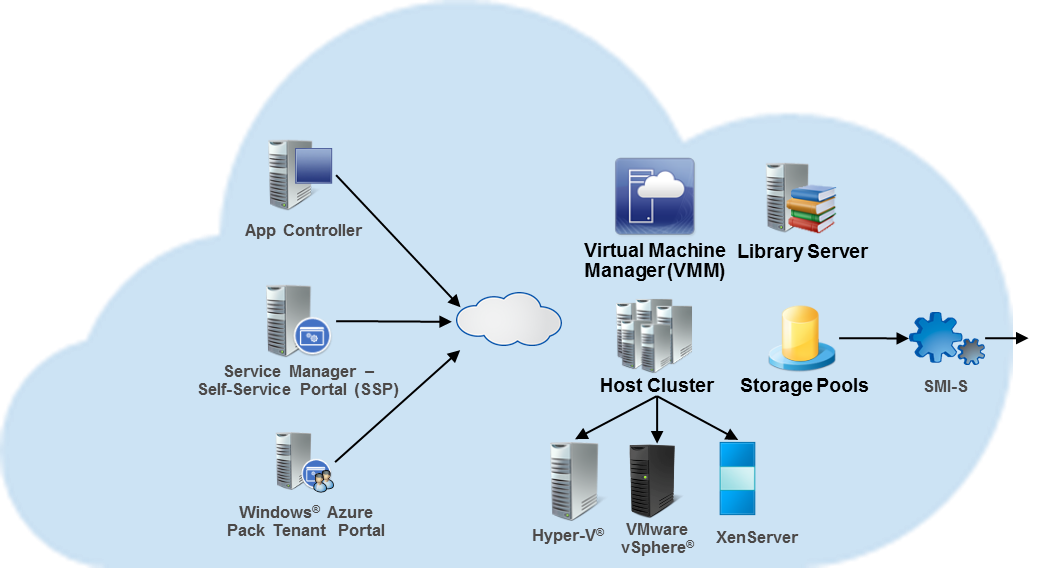 App Controller
Service Manager –
Self-Service Portal (SSP)
Windows® Azure
Pack Tenant Portal
Virtual Machine
Manager (VMM)
Library Server
Host Cluster
Storage Pools
SMI-S
Hyper-V®
VMware
vSphere®
XenServer